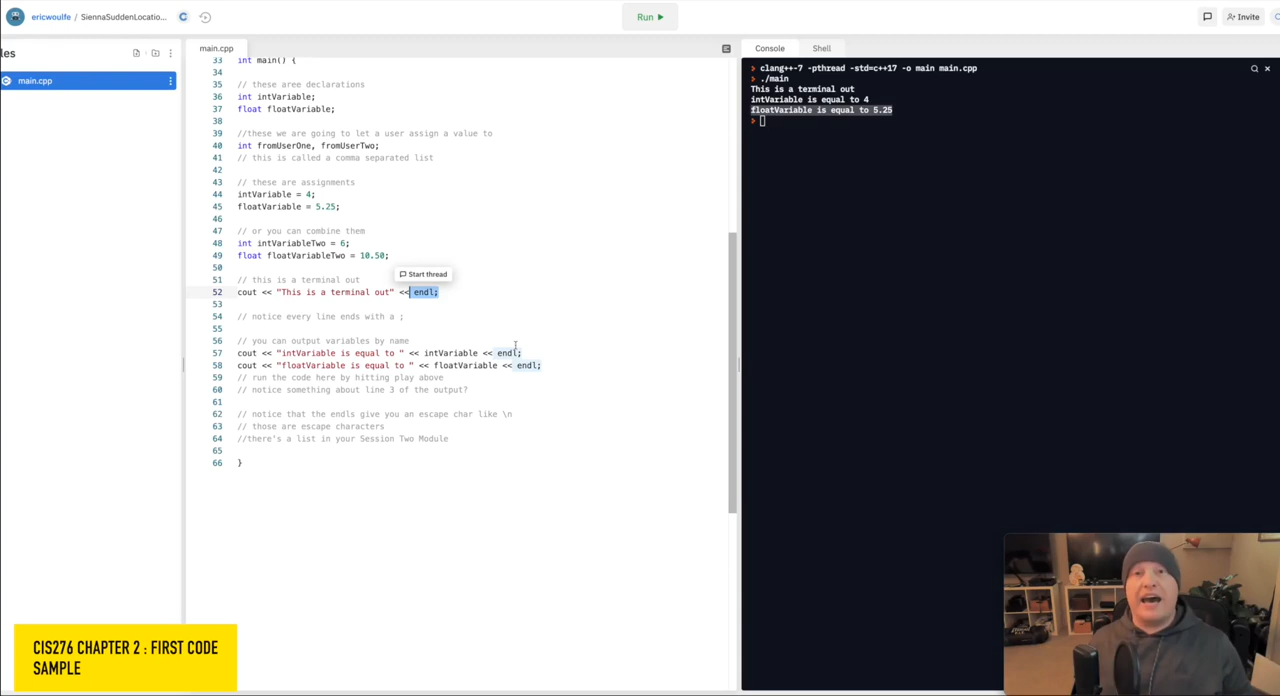 ericwoulfe / SiennaSuddenLocatio...
Run
Invite
les
main.cpp
Console
Shell
main.cpp
33 int main() {
34
35 // these aree declarations
36 int intVariable;
37 float floatVariable;
38
39 //these we are going to let a user assign a value to
40 int fromUserOne, fromUserTwo;
41 // this is called a comma separated list
42
43 // these are assignments
44 intVariable = 4;
45 floatVariable = 5.25;
46
47 // or you can combine them
48 int intVariableTwo = 6;
49 float floatVariableTwo = 10.50;
50
Start thread
51 // this is a terminal out
52 cout << "This is a terminal out" << endl;
53
54 // notice every line ends with a ;
55
56 // you can output variables by name
57 cout << "intVariable is equal to " << intVariable << endl;
58 cout << "floatVariable is equal to " << floatVariable << endl;
59 // run the code here by hitting play above
60 // notice something about line 3 of the output?
61
62 // notice that the endls give you an escape char like \n
63 // those are escape characters
64 //there's a list in your Session Two Module
65
66 }
> clang++-7 -pthread -std=c++17 -o main main.cpp
> ./main
This is a terminal out
intVariable is equal to 4
floatVariable is equal to 5.25
>
CIS276 CHAPTER 2 : FIRST CODE
SAMPLE